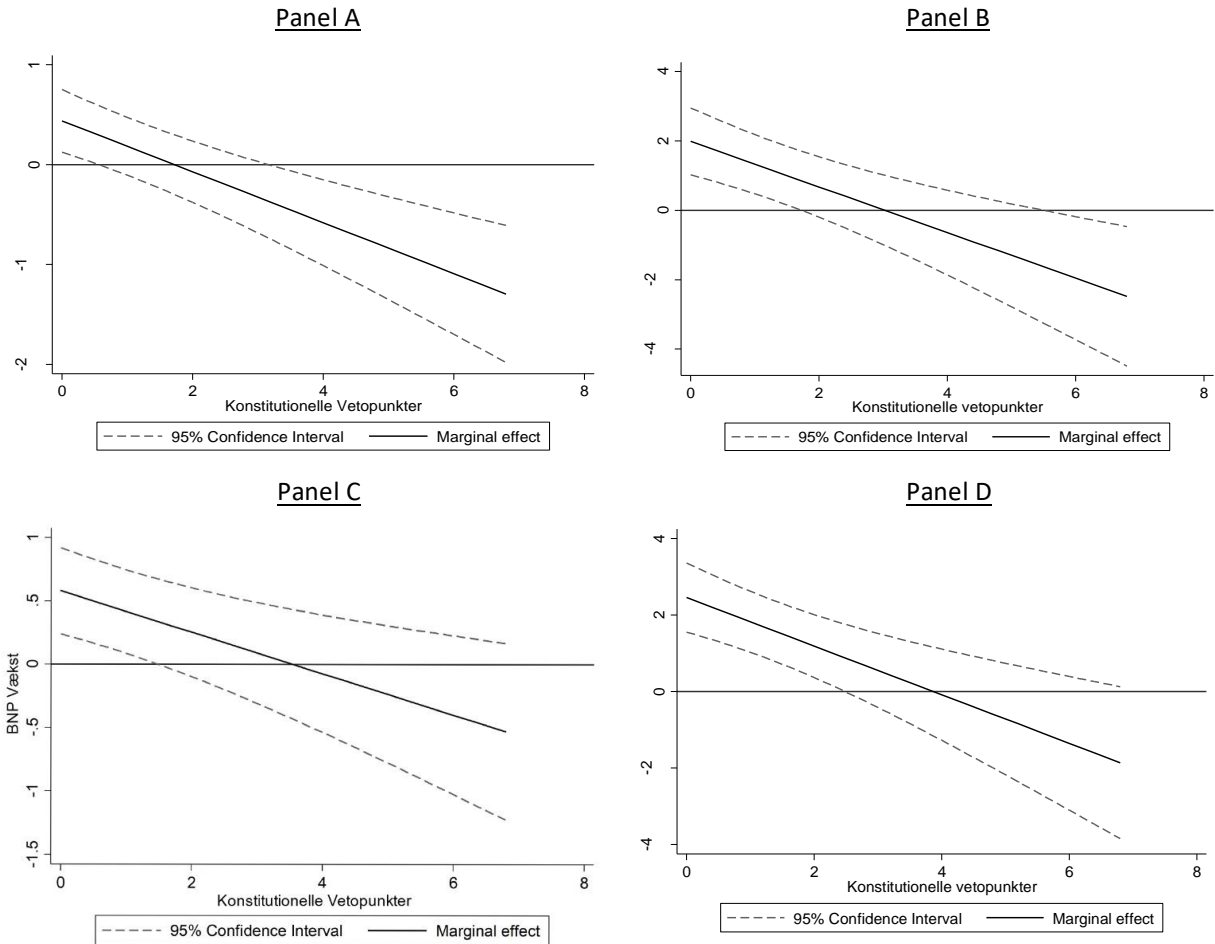 Panel A
1
0
-1
-2
0 2 4 6 8
Konstitutionelle Vetopunkter
95% Confidence Interval Marginal effect
Panel B
4
2
0
-2
-4
0 2 4 6 8
Konstitutionelle vetopunkter
95% Confidence Interval Marginal effect
Panel C
BNP Vækst
1
.5
0
-.5
-1
-1.5
0 2 4 6 8
Konstitutionelle Vetopunkter
95% Confidence Interval Marginal effect
Panel D
4
2
0
-2
-4
0 2 4 6 8
Konstitutionelle vetopunkter
95% Confidence Interval Marginal effect